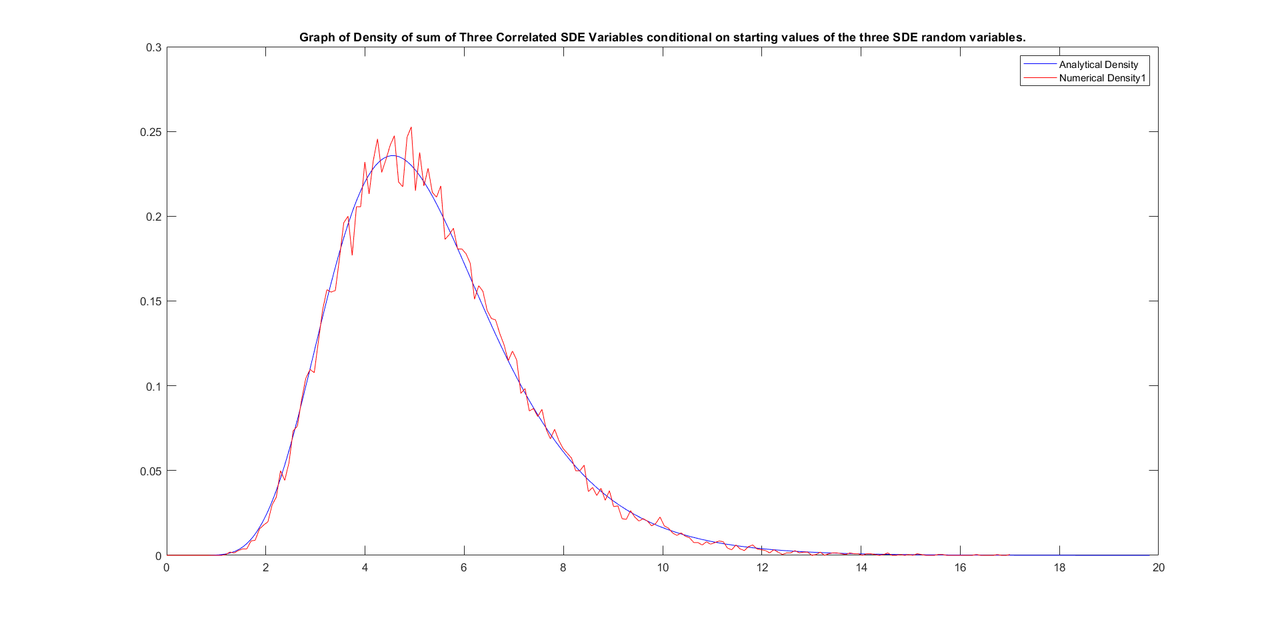 Graph of Density of sum of Three Correlated SDE Variables conditional on starting values of the three SDE random variables.
Analytical Density
Numerical Density1
0.3
0.25
0.2
0.15
0.1
0.05
0
0 2 4 6 8 10 12 14 16 18 20